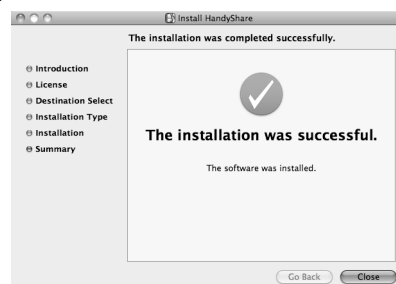 Install HandyShare
The installation was completed successfully.
Introduction
License
Destination Select
Installation Type
Installation
Summary
The installation was successful.
The software was installed.
Go Back
Close